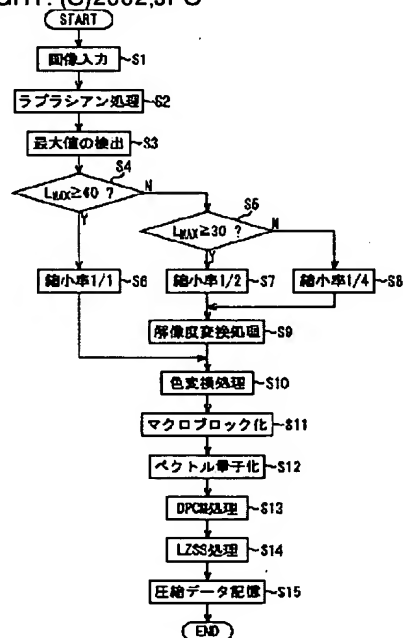 (C)2002,JPO
START
画像入力 ~S1
ラプラシアン処理 ~S2
最大値の検出 ~S3
S4
LMAX≧60 ?
N
Y
S5
LMAX≧30 ?
N
Y
縮小率1/1 ~S6
縮小率1/2 ~S7
縮小率1/4 ~S8
解像度変換処理 ~S9
色変換処理 ~S10
マクロブロック化 ~S11
ベクトル量子化 ~S12
DPCM処理 ~S13
LZSS処理 ~S14
圧縮データ記憶 ~S15
END